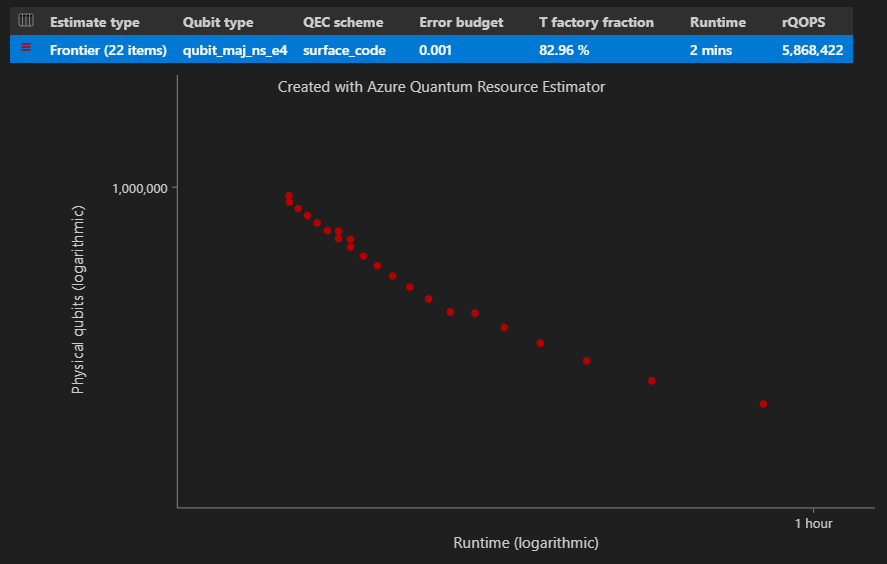 Estimate type Qubit type QEC scheme Error budget T factory fraction Runtime rQOPS
Frontier (22 items) qubit_maj_ns_e4 surface_code 0.001 82.96 % 2 mins 5,868,422
Created with Azure Quantum Resource Estimator
1,000,000
Physical qubits (logarithmic)
1 hour
Runtime (logarithmic)